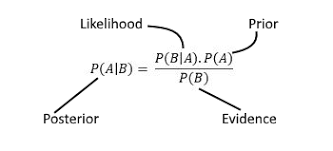 Likelihood Prior
P(A|B) = P(B|A). P(A) / P(B)
Posterior Evidence